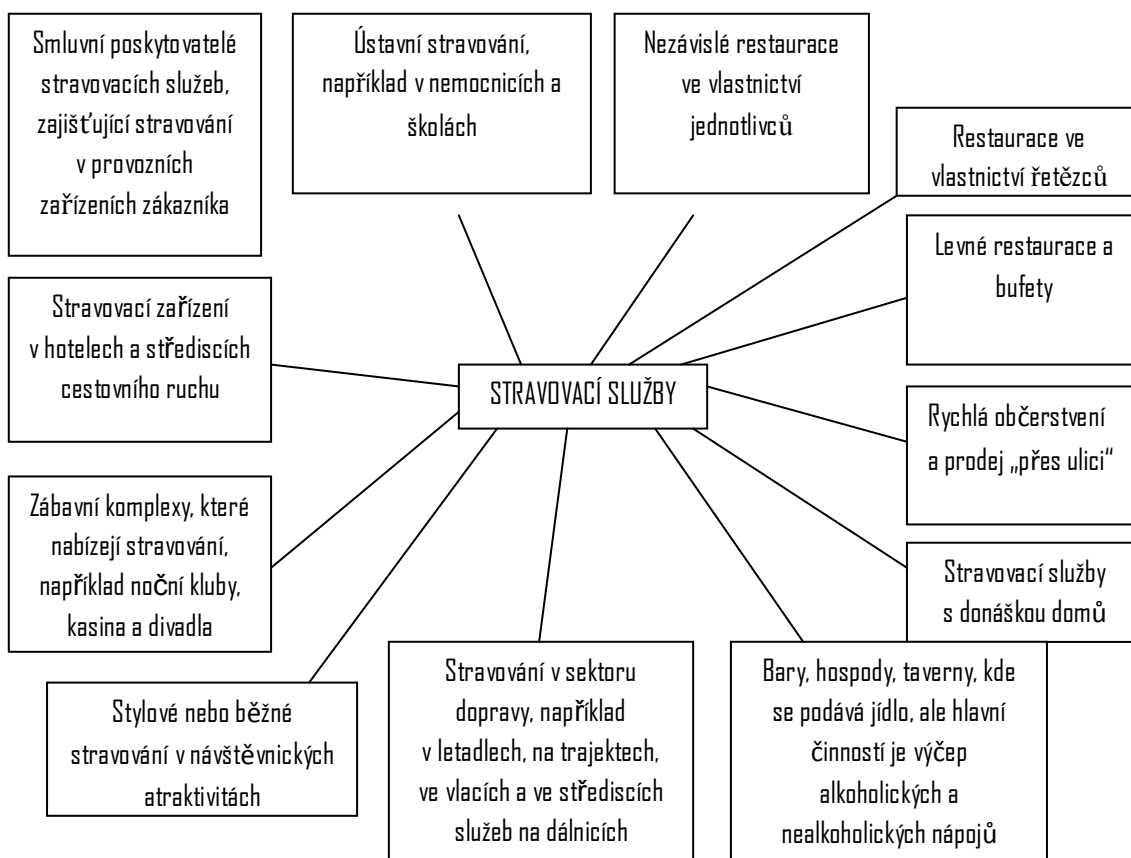 Smluvní poskytovatelé
stravovacích služeb,
zajišťující stravování
v provozních
zařízeních zákazníka
Ústavní stravování,
například v nemocnicích a
školách
Nezávislé restaurace
ve vlastnictví
jednotlivců
Restaurace ve
vlastnictví řetězců
Levné restaurace a
bufety
Stravovací zařízení
v hotelech a střediscích
cestovního ruchu
STRAVOVACÍ SLUŽBY
Rychlá občerstvení
a prodej „přes ulici“
Zábavní komplexy, které
nabízejí stravování,
například noční kluby,
kasina a divadla
Stravovací služby
s donáškou domů
Stylové nebo běžné
stravování v návštěvnických
atraktivitách
Stravování v sektoru
dopravy, například
v letadlech, na trajektech,
ve vlacích a ve střediscích
služeb na dálnicích
Bary, hospody, taverny, kde
se podává jídlo, ale hlavní
činností je výčep
alkoholických a
nealkoholických nápojů